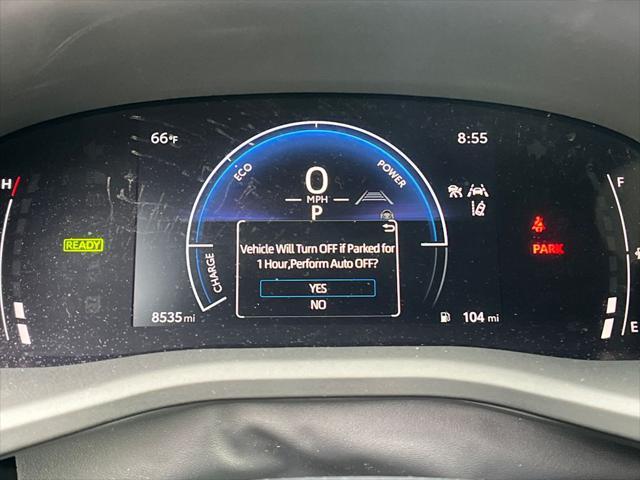 66°F
8:55
H
ECO
POWER
F
0
MPH
P
READY
PARK
CHARGE
Vehicle Will Turn OFF if Parked for
1 Hour,Perform Auto OFF?
YES
NO
8535 mi
104 mi
E